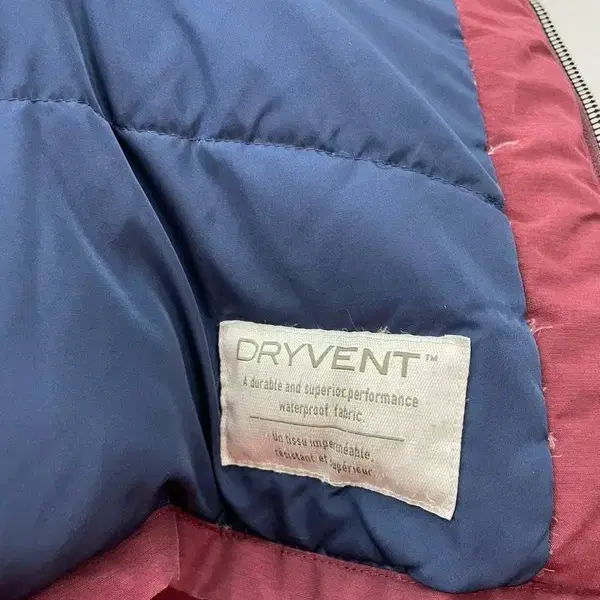 DRYVENT™
A durable and superior performance
waterproof fabric.
Un tissu imperméable,
résistant et supérieur